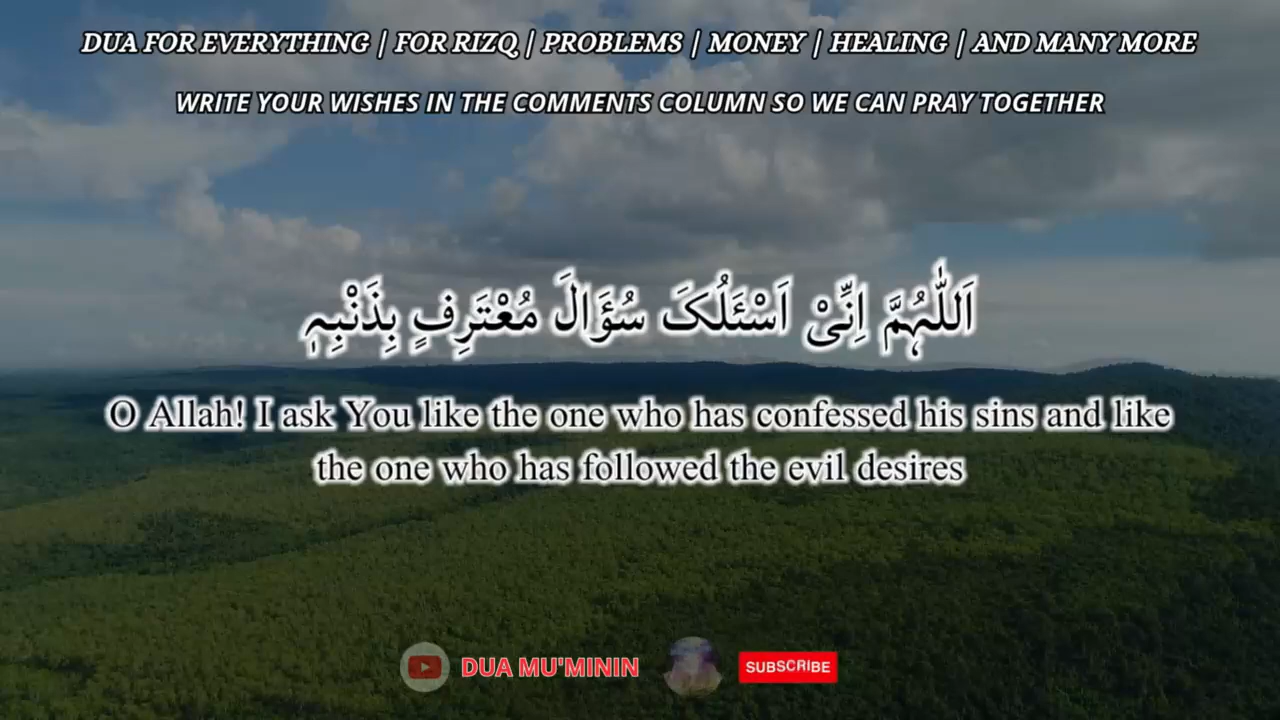 DUA FOR EVERYTHING | FOR RIZQ | PROBLEMS | MONEY | HEALING | AND MANY MORE
WRITE YOUR WISHES IN THE COMMENTS COLUMN SO WE CAN PRAY TOGETHER
اَللّٰہُمَّ اِنِّیْ اَسْئَلُکَ سُؤَالَ مُعْتَرِفٍ بِذَنْبِہٖ
O Allah! I ask You like the one who has confessed his sins and like
the one who has followed the evil desires
DUA MU'MININ
SUBSCRIBE